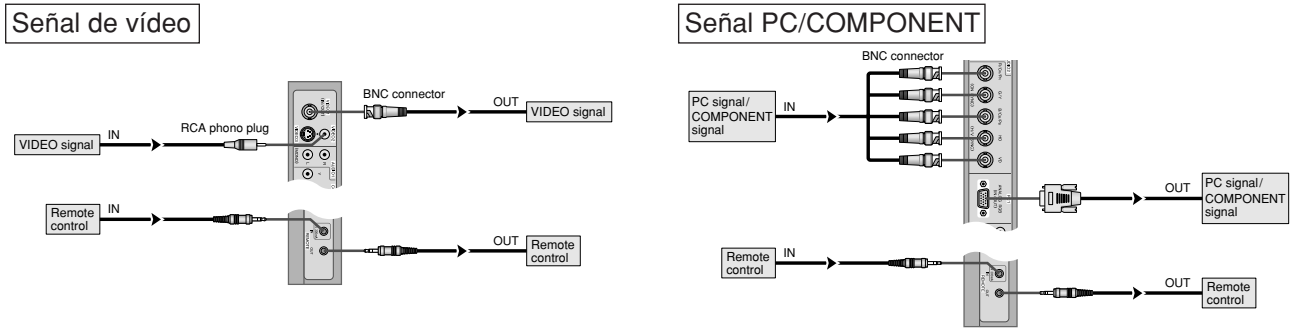 Señal de vídeo
BNC connector
OUT
VIDEO signal
RCA phono plug
IN
VIDEO signal
Remote
control
IN
OUT
Remote
control
Señal PC/COMPONENT
BNC connector
PC signal/
COMPONENT
signal
IN
OUT
PC signal/
COMPONENT
signal
Remote
control
IN
OUT
Remote
control